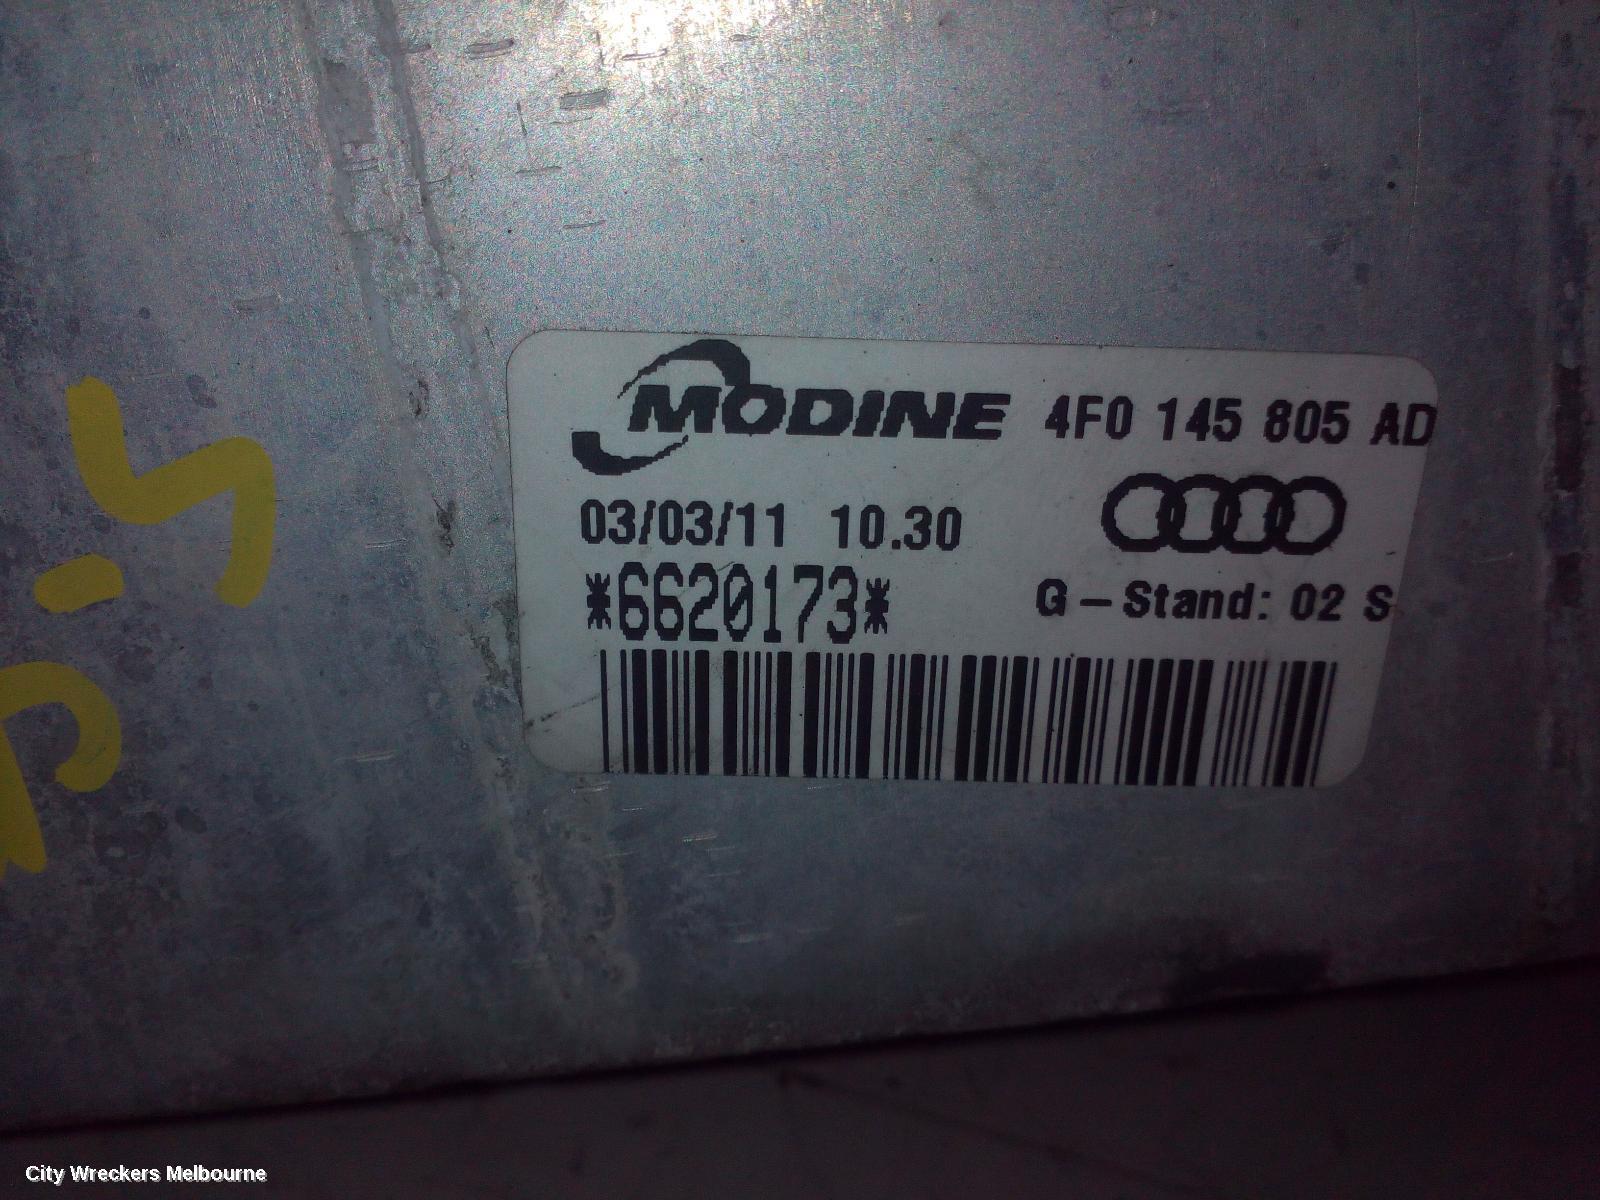 MODINE 4F0 145 805 AD
03/03/11 10.30
*6620173*
G - Stand: 02 S
City Wreckers Melbourne